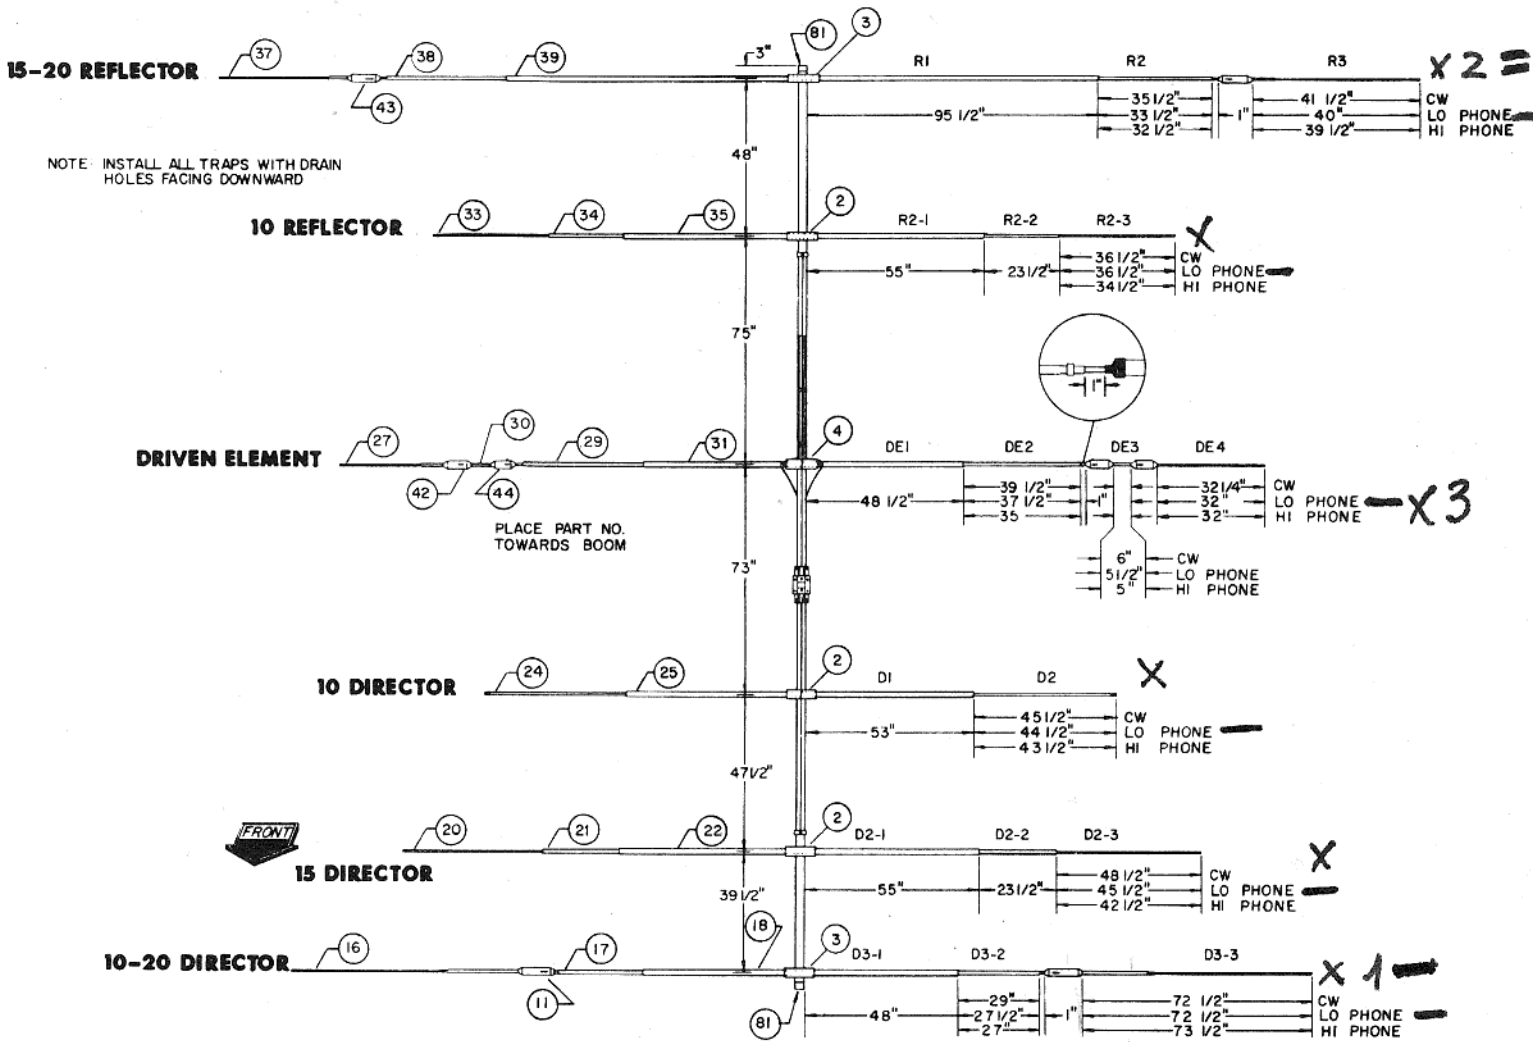 81
3
3"
37
38
39
R1
R2
R3
X 2 =
15-20 REFLECTOR
43
35 1/2"
41 1/2"
CW
95 1/2"
33 1/2"
1"
40"
LO PHONE
32 1/2"
39 1/2"
HI PHONE
48"
NOTE: INSTALL ALL TRAPS WITH DRAIN
HOLES FACING DOWNWARD
2
33
34
35
R2-1
R2-2
R2-3
X
10 REFLECTOR
36 1/2"
CW
55"
23 1/2"
36 1/2"
LO PHONE
34 1/2"
HI PHONE
75"
1"
30
4
27
29
31
DE1
DE2
DE3
DE4
DRIVEN ELEMENT
42
44
39 1/2"
32 1/4"
CW
48 1/2"
37 1/2"
1"
32"
LO PHONE
X 3
35
32"
HI PHONE
PLACE PART NO.
TOWARDS BOOM
6"
CW
73"
5 1/2"
LO PHONE
5"
HI PHONE
2
24
25
D1
D2
X
10 DIRECTOR
45 1/2"
CW
53"
44 1/2"
LO PHONE
43 1/2"
HI PHONE
47 1/2"
2
FRONT
20
21
22
D2-1
D2-2
D2-3
X
15 DIRECTOR
48 1/2"
CW
55"
23 1/2"
45 1/2"
LO PHONE
42 1/2"
HI PHONE
39 1/2"
18
3
16
17
D3-1
D3-2
D3-3
10-20 DIRECTOR
X 1
11
29"
72 1/2"
CW
81
48"
27 1/2"
1"
72 1/2"
LO PHONE
27"
73 1/2"
HI PHONE